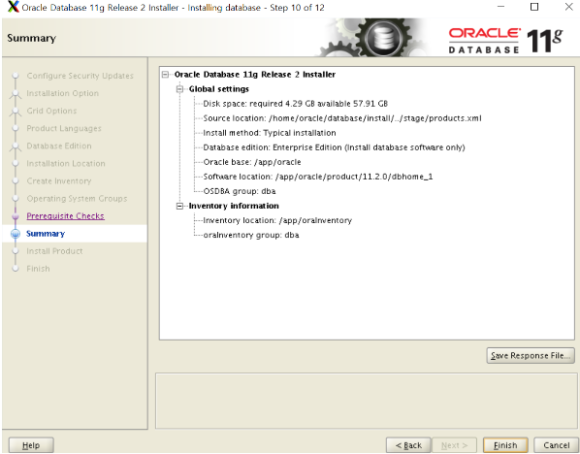 Oracle Database 11g Release 2 Installer - Installing database - Step 10 of 12
Summary
ORACLE
DATABASE
11g
Configure Security Updates
Installation Option
Grid Options
Product Languages
Database Edition
Installation Location
Create Inventory
Operating System Groups
Prerequisite Checks
Summary
Install Product
Finish
Oracle Database 11g Release 2 Installer
Global settings
Disk space: required 4.29 GB available 57.91 GB
Source location: /home/oracle/database/install/../stage/products.xml
Install method: Typical installation
Database edition: Enterprise Edition (Install database software only)
Oracle base: /app/oracle
Software location: /app/oracle/product/11.2.0/dbhome_1
OSDBA group: dba
Inventory information
Inventory location: /app/oraInventory
oraInventory group: dba
Save Response File...
Help
< Back
Next >
Finish
Cancel